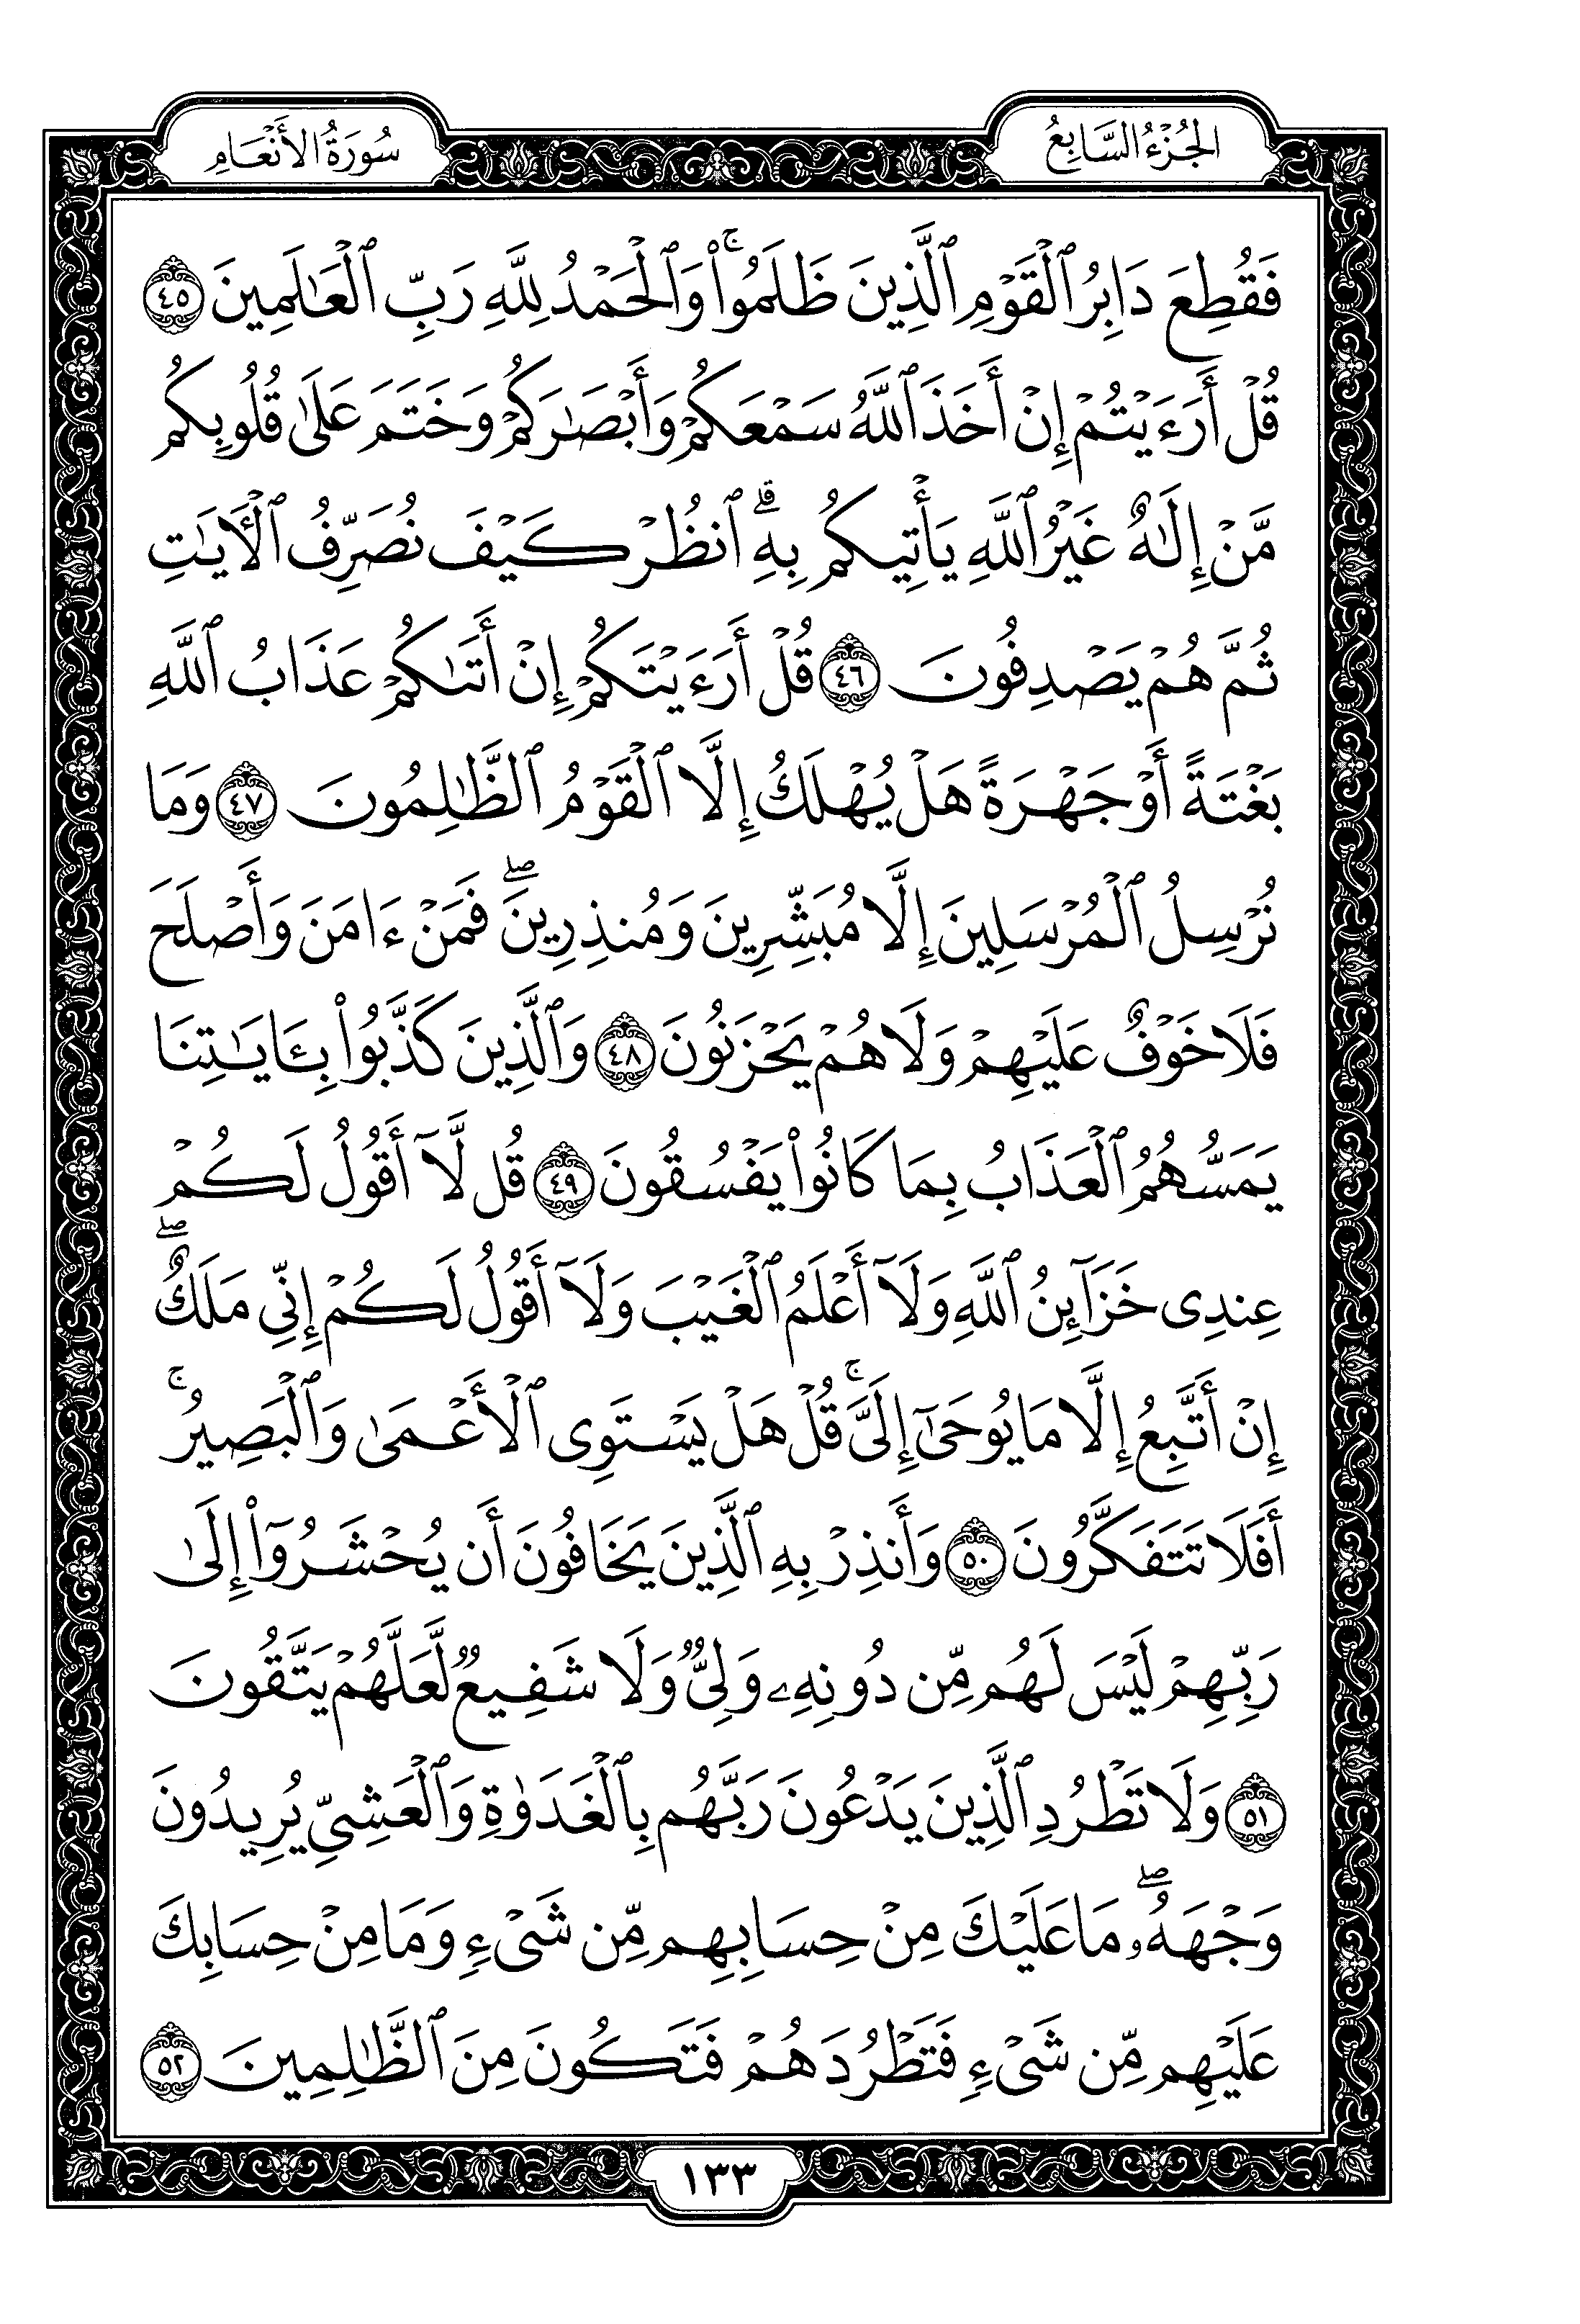 الجُزْءُ السَّابِعُ
سُورَةُ الأَنْعَامِ
فَقُطِعَ دَابِرُ ٱلْقَوْمِ ٱلَّذِينَ ظَلَمُوا۟ ۚ وَٱلْحَمْدُ لِلَّهِ رَبِّ ٱلْعَٰلَمِينَ ٤٥
قُلْ أَرَءَيْتُمْ إِنْ أَخَذَ ٱللَّهُ سَمْعَكُمْ وَأَبْصَٰرَكُمْ وَخَتَمَ عَلَىٰ قُلُوبِكُم
مَّنْ إِلَٰهٌ غَيْرُ ٱللَّهِ يَأْتِيكُم بِهِ ۗ ٱنظُرْ كَيْفَ نُصَرِّفُ ٱلْـَٔايَٰتِ
ثُمَّ هُمْ يَصْدِفُونَ ٤٦ قُلْ أَرَءَيْتَكُمْ إِنْ أَتَىٰكُمْ عَذَابُ ٱللَّهِ
بَغْتَةً أَوْ جَهْرَةً هَلْ يُهْلَكُ إِلَّا ٱلْقَوْمُ ٱلظَّٰلِمُونَ ٤٧ وَمَا
نُرْسِلُ ٱلْمُرْسَلِينَ إِلَّا مُبَشِّرِينَ وَمُنذِرِينَ ۖ فَمَنْ ءَامَنَ وَأَصْلَحَ
فَلَا خَوْفٌ عَلَيْهِمْ وَلَا هُمْ يَحْزَنُونَ ٤٨ وَٱلَّذِينَ كَذَّبُوا۟ بِـَٔايَٰتِنَا
يَمَسُّهُمُ ٱلْعَذَابُ بِمَا كَانُوا۟ يَفْسُقُونَ ٤٩ قُل لَّآ أَقُولُ لَكُمْ
عِندِى خَزَآئِنُ ٱللَّهِ وَلَآ أَعْلَمُ ٱلْغَيْبَ وَلَآ أَقُولُ لَكُمْ إِنِّى مَلَكٌ ۖ
إِنْ أَتَّبِعُ إِلَّا مَا يُوحَىٰٓ إِلَىَّ ۚ قُلْ هَلْ يَسْتَوِى ٱلْأَعْمَىٰ وَٱلْبَصِيرُ ۚ
أَفَلَا تَتَفَكَّرُونَ ٥٠ وَأَنذِرْ بِهِ ٱلَّذِينَ يَخَافُونَ أَن يُحْشَرُوٓا۟ إِلَىٰ
رَبِّهِمْ لَيْسَ لَهُم مِّن دُونِهِۦ وَلِىٌّ وَلَا شَفِيعٌ لَّعَلَّهُمْ يَتَّقُونَ
٥١ وَلَا تَطْرُدِ ٱلَّذِينَ يَدْعُونَ رَبَّهُم بِٱلْغَدَوٰةِ وَٱلْعَشِىِّ يُرِيدُونَ
وَجْهَهُۥ ۖ مَا عَلَيْكَ مِنْ حِسَابِهِم مِّن شَىْءٍ وَمَا مِنْ حِسَابِكَ
عَلَيْهِم مِّن شَىْءٍ فَتَطْرُدَهُمْ فَتَكُونَ مِنَ ٱلظَّٰلِمِينَ ٥٢
١٣٣